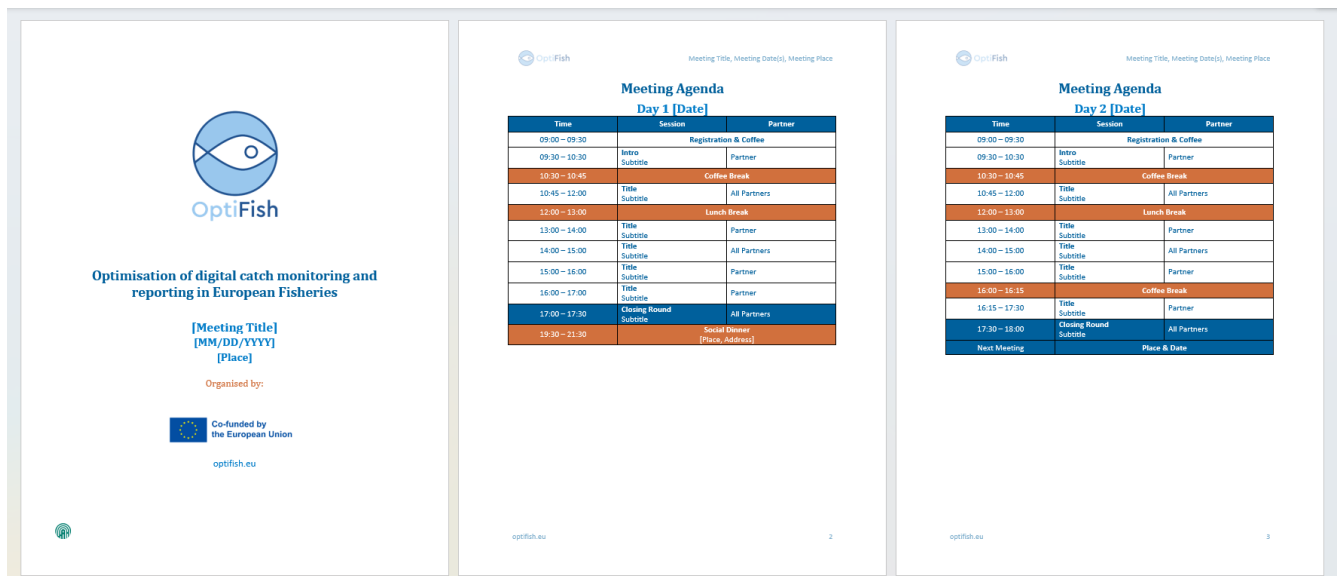 OptiFish
Optimisation of digital catch monitoring and
reporting in European Fisheries
[Meeting Title]
[MM/DD/YYYY]
[Place]
Organised by:
Co-funded by
the European Union
optifish.eu
OptiFish
Meeting Title, Meeting Date(s), Meeting Place
Meeting Agenda
Day 1 [Date]
Time Session Partner
09:00 – 09:30 Registration & Coffee
09:30 – 10:30 Intro Partner
Subtitle
10:30 – 10:45 Coffee Break
10:45 – 12:00 Title All Partners
Subtitle
12:00 – 13:00 Lunch Break
13:00 – 14:00 Title Partner
Subtitle
14:00 – 15:00 Title All Partners
Subtitle
15:00 – 16:00 Title Partner
Subtitle
16:00 – 17:00 Title Partner
Subtitle
17:00 – 17:30 Closing Round All Partners
Subtitle
19:30 – 21:30 Social Dinner
[Place, Address]
optifish.eu 2
OptiFish
Meeting Title, Meeting Date(s), Meeting Place
Meeting Agenda
Day 2 [Date]
Time Session Partner
09:00 – 09:30 Registration & Coffee
09:30 – 10:30 Intro Partner
Subtitle
10:30 – 10:45 Coffee Break
10:45 – 12:00 Title All Partners
Subtitle
12:00 – 13:00 Lunch Break
13:00 – 14:00 Title Partner
Subtitle
14:00 – 15:00 Title All Partners
Subtitle
15:00 – 16:00 Title Partner
Subtitle
16:00 – 16:15 Coffee Break
16:15 – 17:30 Title Partner
Subtitle
17:30 – 18:00 Closing Round All Partners
Subtitle
Next Meeting Place & Date
optifish.eu 3